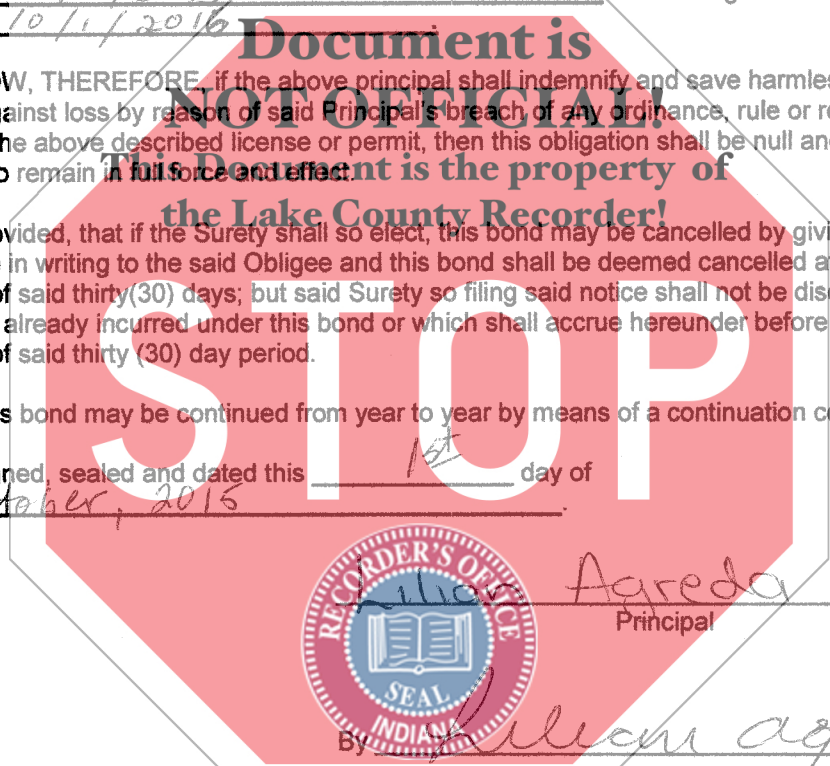 10/1/2016
Document is
W, THEREFORE, if the above principal shall indemnify and save harmles
NOT OFFICIAL!
ainst loss by reason of said Principal's breach of any ordinance, rule or re
he above described license or permit, then this obligation shall be null an
This Document is the property of
o remain in full force and effect.
the Lake County Recorder!
vided, that if the Surety shall so elect, this bond may be cancelled by givi
in writing to the said Obligee and this bond shall be deemed cancelled a
f said thirty(30) days; but said Surety so filing said notice shall not be dis
already incurred under this bond or which shall accrue hereunder before
f said thirty (30) day period.
STOP
s bond may be continued from year to year by means of a continuation c
ned, sealed and dated this 1st day of
tober, 2015
RECORDER'S OFFICE
Lilian Agreda
Principal
SEAL
INDIANA
By Lilian ag